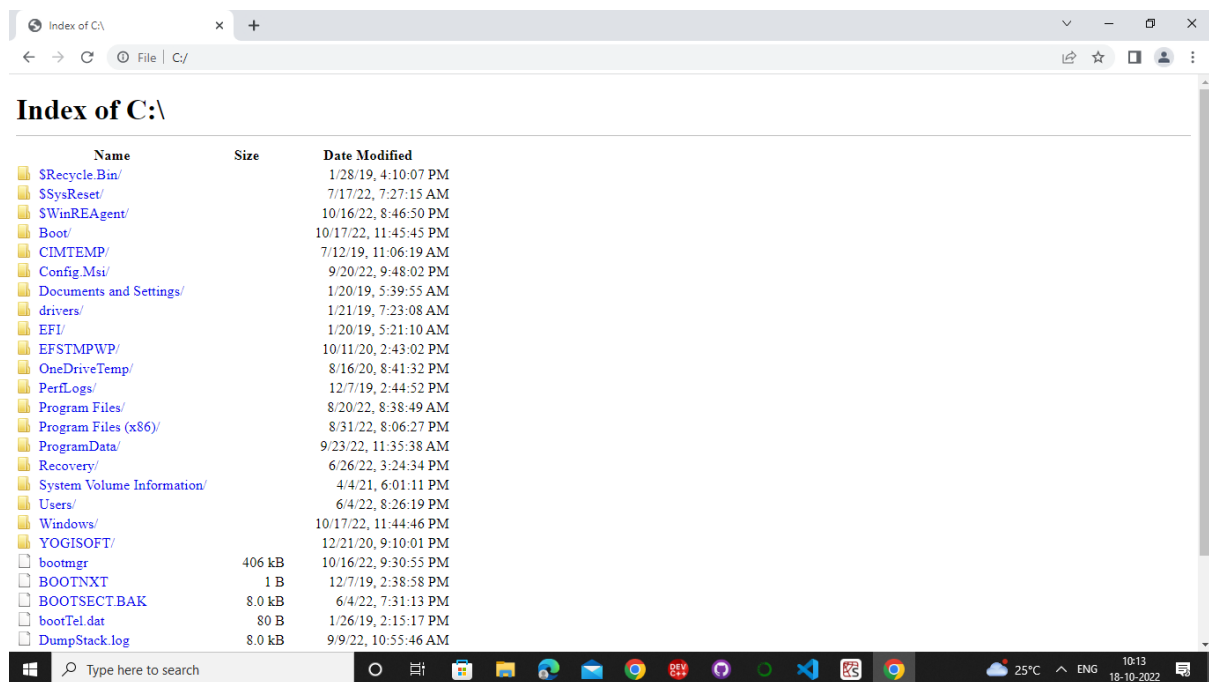 Index of C:\
File C:/
Index of C:\
Name Size Date Modified
$Recycle.Bin/ 1/28/19, 4:10:07 PM
$SysReset/ 7/17/22, 7:27:15 AM
$WinREAgent/ 10/16/22, 8:46:50 PM
Boot/ 10/17/22, 11:45:45 PM
CIMTEMP/ 7/12/19, 11:06:19 AM
Config.Msi/ 9/20/22, 9:48:02 PM
Documents and Settings/ 1/20/19, 5:39:55 AM
drivers/ 1/21/19, 7:23:08 AM
EFI/ 1/20/19, 5:21:10 AM
EFSTMPWP/ 10/11/20, 2:43:02 PM
OneDriveTemp/ 8/16/20, 8:41:32 PM
PerfLogs/ 12/7/19, 2:44:52 PM
Program Files/ 8/20/22, 8:38:49 AM
Program Files (x86)/ 8/31/22, 8:06:27 PM
ProgramData/ 9/23/22, 11:35:38 AM
Recovery/ 6/26/22, 3:24:34 PM
System Volume Information/ 4/4/21, 6:01:11 PM
Users/ 6/4/22, 8:26:19 PM
Windows/ 10/17/22, 11:44:46 PM
YOGISOFT/ 12/21/20, 9:10:01 PM
bootmgr 406 kB 10/16/22, 9:30:55 PM
BOOTNXT 1 B 12/7/19, 2:38:58 PM
BOOTSECT.BAK 8.0 kB 6/4/22, 7:31:13 PM
bootTel.dat 80 B 1/26/19, 2:15:17 PM
DumpStack.log 8.0 kB 9/9/22, 10:55:46 AM
Type here to search DEV C++ 25°C ENG 10:13
18-10-2022